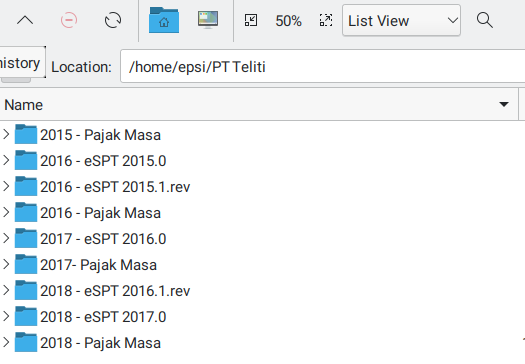 50%
List View
history
Location:
/home/epsi/PT Teliti
Name
2015 - Pajak Masa
2016 - eSPT 2015.0
2016 - eSPT 2015.1.rev
2016 - Pajak Masa
2017 - eSPT 2016.0
2017- Pajak Masa
2018 - eSPT 2016.1.rev
2018 - eSPT 2017.0
2018 - Pajak Masa